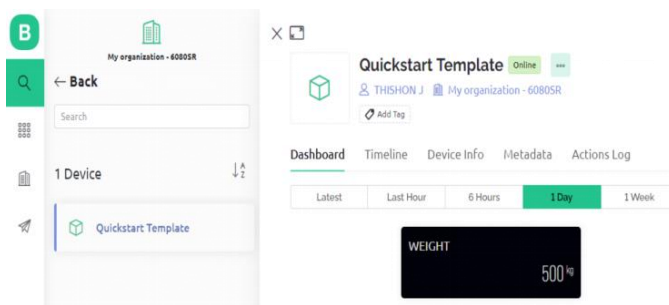 B
My organization - 6080SR
← Back
Search
1 Device
A
Z
Quickstart Template
Quickstart Template Online
THISHON J My organization - 6080SR
Add Tag
Dashboard Timeline Device Info Metadata Actions Log
Latest Last Hour 6 Hours 1 Day 1 Week
WEIGHT
500 kg